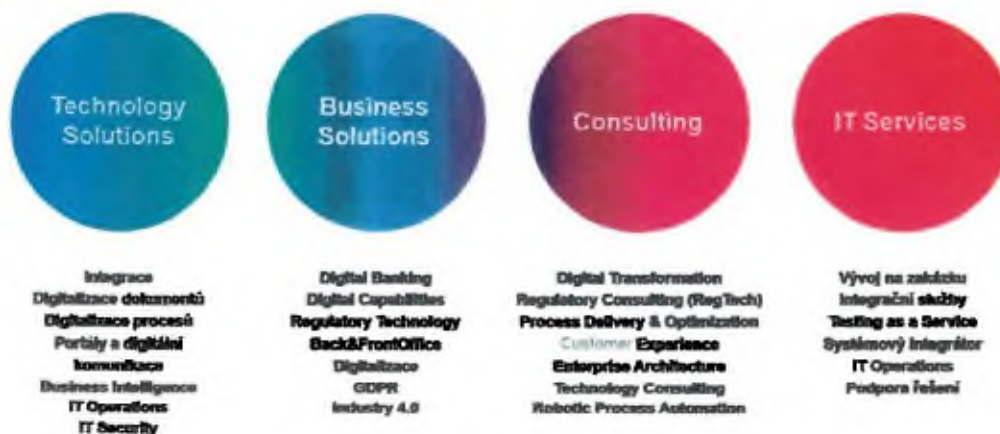 Technology
Solutions
Integrace
Digitalizace dokumentů
Digitalizace procesů
Portály a digitální
komunikace
Business Intelligence
IT Operations
IT Security
Business
Solutions
Digital Banking
Digital Capabilities
Regulatory Technology
Back&FrontOffice
Digitalizace
GDPR
Industry 4.0
Consulting
Digital Transformation
Regulatory Consulting (RegTech)
Process Delivery & Optimization
Customer Experience
Enterprise Architecture
Technology Consulting
Robotic Process Automation
IT Services
Vývoj na zakázku
Integrační služby
Testing as a Service
Systémový integrátor
IT Operations
Podpora řešení